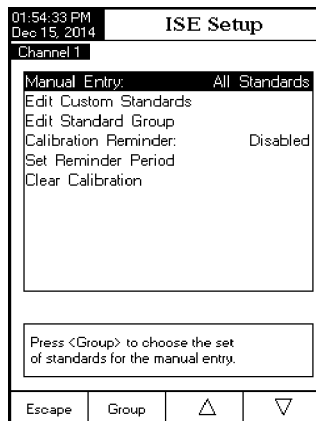 01:54:33 PM
Dec 15, 2014
ISE Setup
Channel 1
Manual Entry: All Standards
Edit Custom Standards
Edit Standard Group
Calibration Reminder: Disabled
Set Reminder Period
Clear Calibration
Press <Group> to choose the set
of standards for the manual entry.
Escape Group